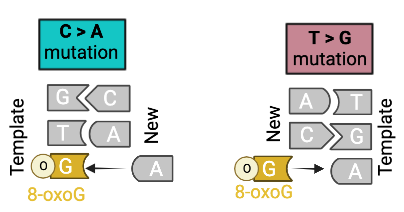 C > A
mutation
Template
G C
T A
O G A
New
8-oxoG
T > G
mutation
New
A T
C G
O G A
Template
8-oxoG